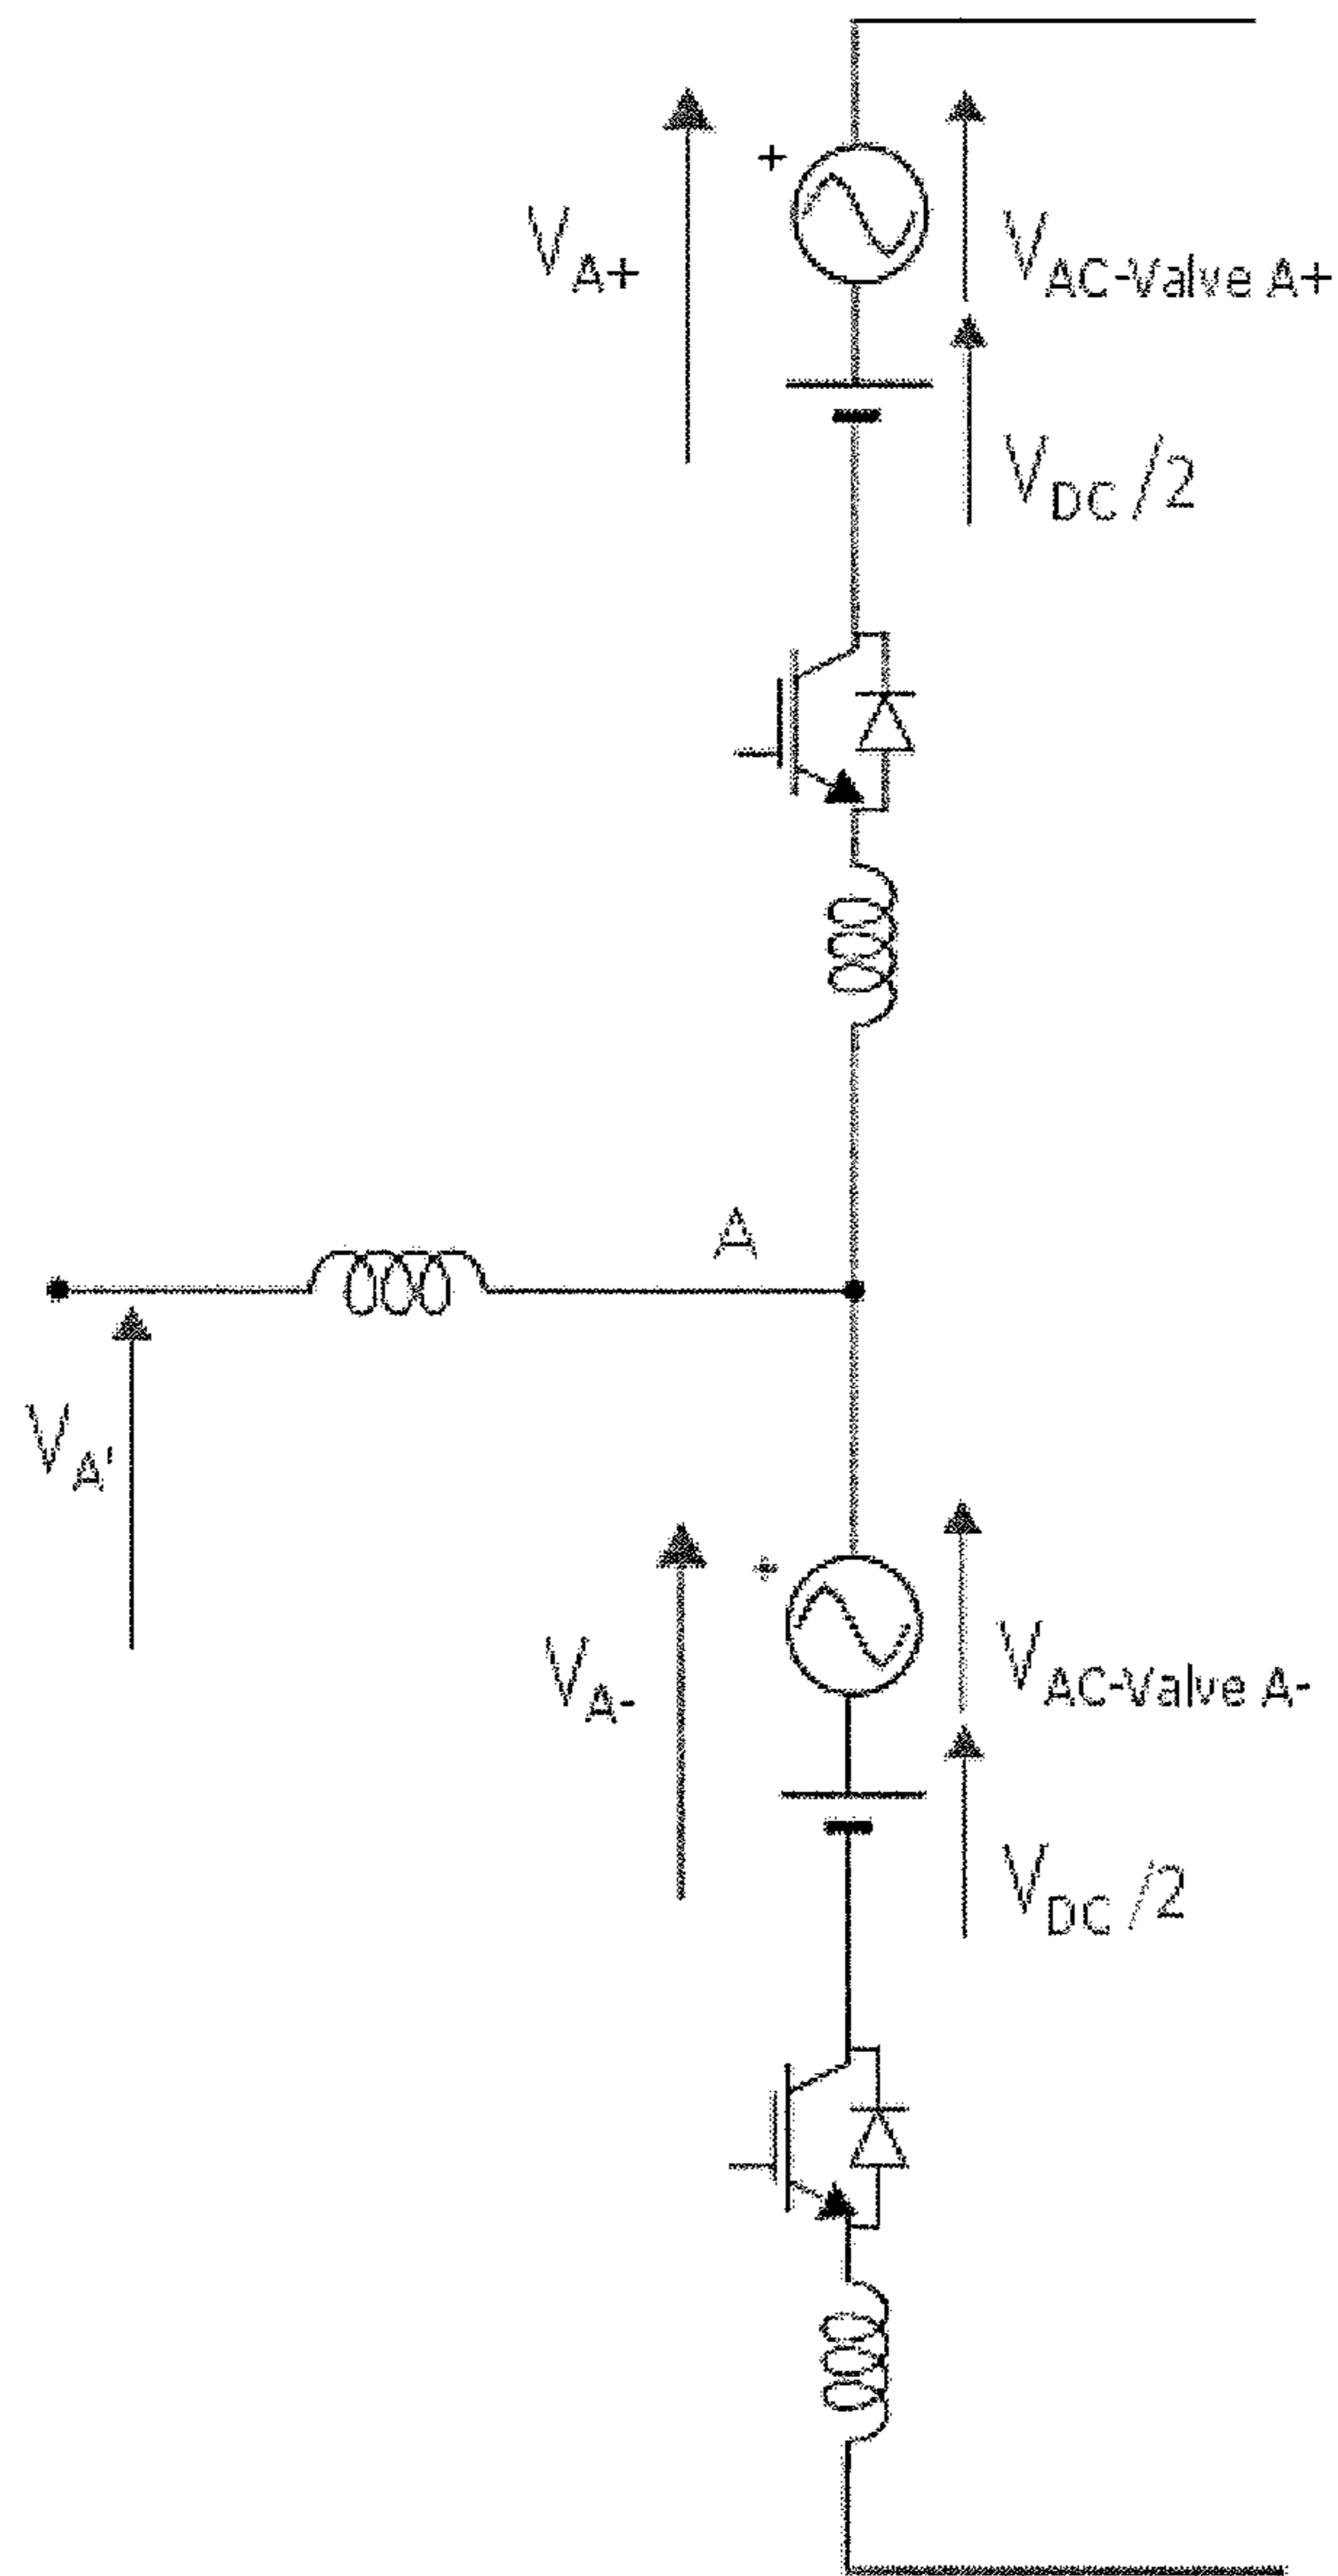 +
V_A+
V_AC-Valve A+
V_DC /2
A
V_A'
+
V_A-
V_AC-Valve A-
V_DC /2